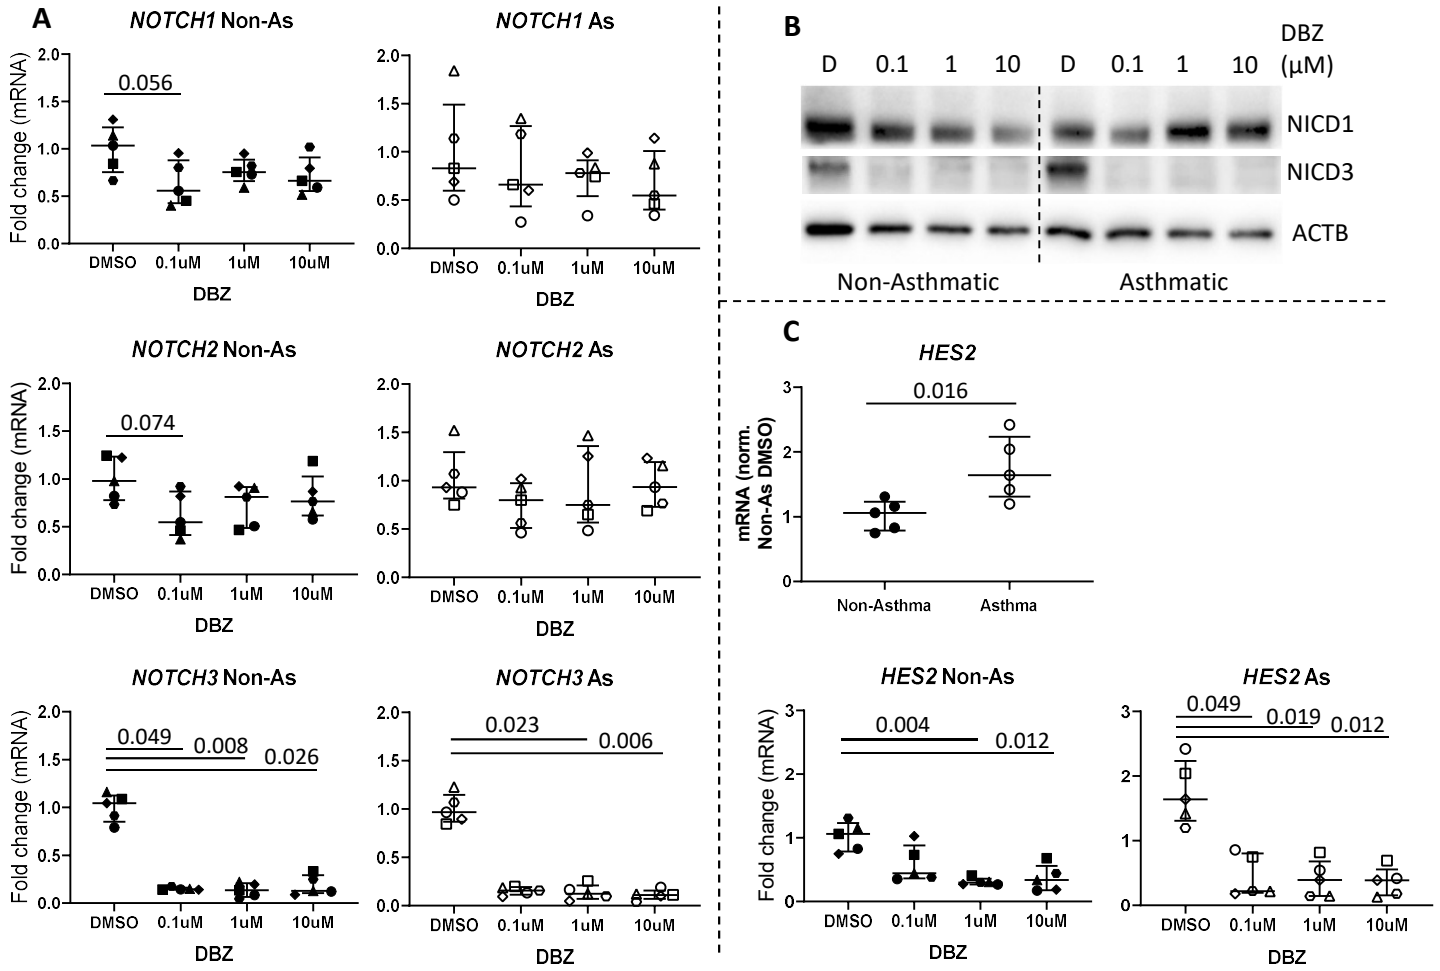 A
NOTCH1 Non-As
Fold change (mRNA)
2.0
1.5
1.0
0.5
0.0
0.056
DMSO 0.1uM 1uM 10uM
DBZ
NOTCH1 As
2.0
1.5
1.0
0.5
0.0
DMSO 0.1uM 1uM 10uM
DBZ
NOTCH2 Non-As
Fold change (mRNA)
2.0
1.5
1.0
0.5
0.0
0.074
DMSO 0.1uM 1uM 10uM
DBZ
NOTCH2 As
2.0
1.5
1.0
0.5
0.0
DMSO 0.1uM 1uM 10uM
DBZ
NOTCH3 Non-As
Fold change (mRNA)
2.0
1.5
1.0
0.5
0.0
0.049
0.008
0.026
DMSO 0.1uM 1uM 10uM
DBZ
NOTCH3 As
2.0
1.5
1.0
0.5
0.0
0.023
0.006
DMSO 0.1uM 1uM 10uM
DBZ
B
DBZ
D 0.1 1 10 D 0.1 1 10 (μM)
NICD1
NICD3
ACTB
Non-Asthmatic Asthmatic
C
HES2
mRNA (norm.
Non-As DMSO)
3
2
1
0
0.016
Non-Asthma Asthma
HES2 Non-As
Fold change (mRNA)
3
2
1
0
0.004
0.012
DMSO 0.1uM 1uM 10uM
DBZ
HES2 As
3
2
1
0
0.049
0.019
0.012
DMSO 0.1uM 1uM 10uM
DBZ